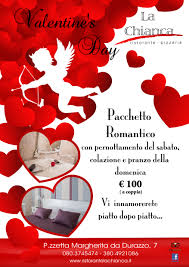 Valentine's
Day
La
Chianca
ristorante - pizzeria
Pacchetto
Romantico
con pernottamento del sabato,
colazione e pranzo della
domenica
€ 100
( a coppia)
Vi innamorerete
piatto dopo piatto...
P.zzetta Margherita da Durazzo, 7
080.3745474 - 380.4921086
www.ristorantelachianca.it